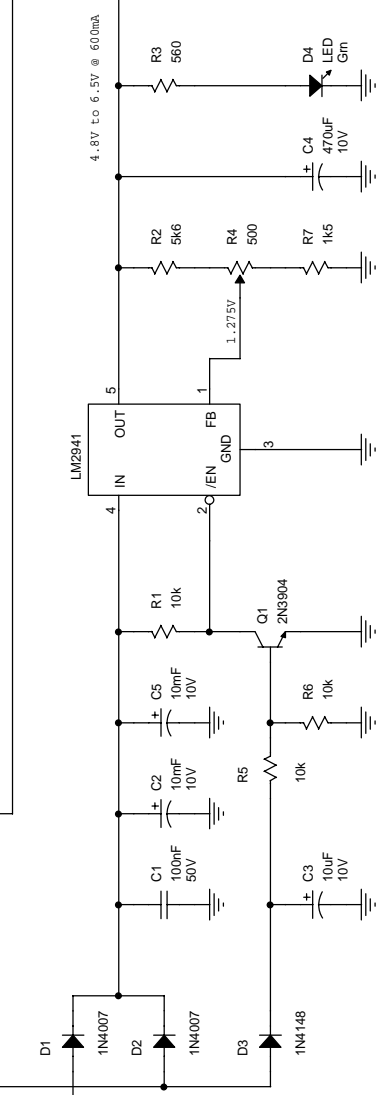 D1
1N4007
D2
1N4007
D3
1N4148
C1
100nF
50V
C2
10mF
10V
+
C5
10mF
10V
+
R1
10k
C3
10uF
10V
+
R5
10k
R6
10k
Q1
2N3904
LM2941
4
IN
OUT
5
2
/EN
GND
FB
1
3
1.275V
R2
5k6
R4
500
R7
1k5
C4
470uF
10V
+
R3
560
D4
LED
Grn
4.8V to 6.5V @ 600mA